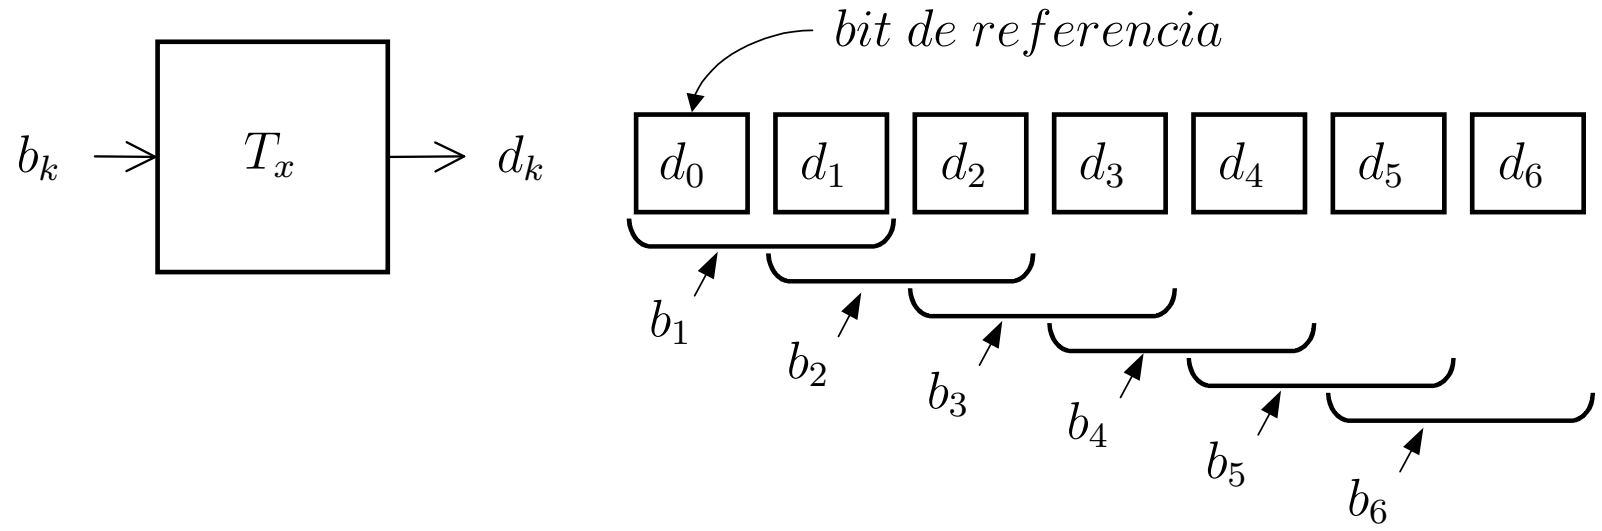 bit de referencia
b_k T_x d_k
d_0 d_1 d_2 d_3 d_4 d_5 d_6
b_1
b_2
b_3
b_4
b_5
b_6